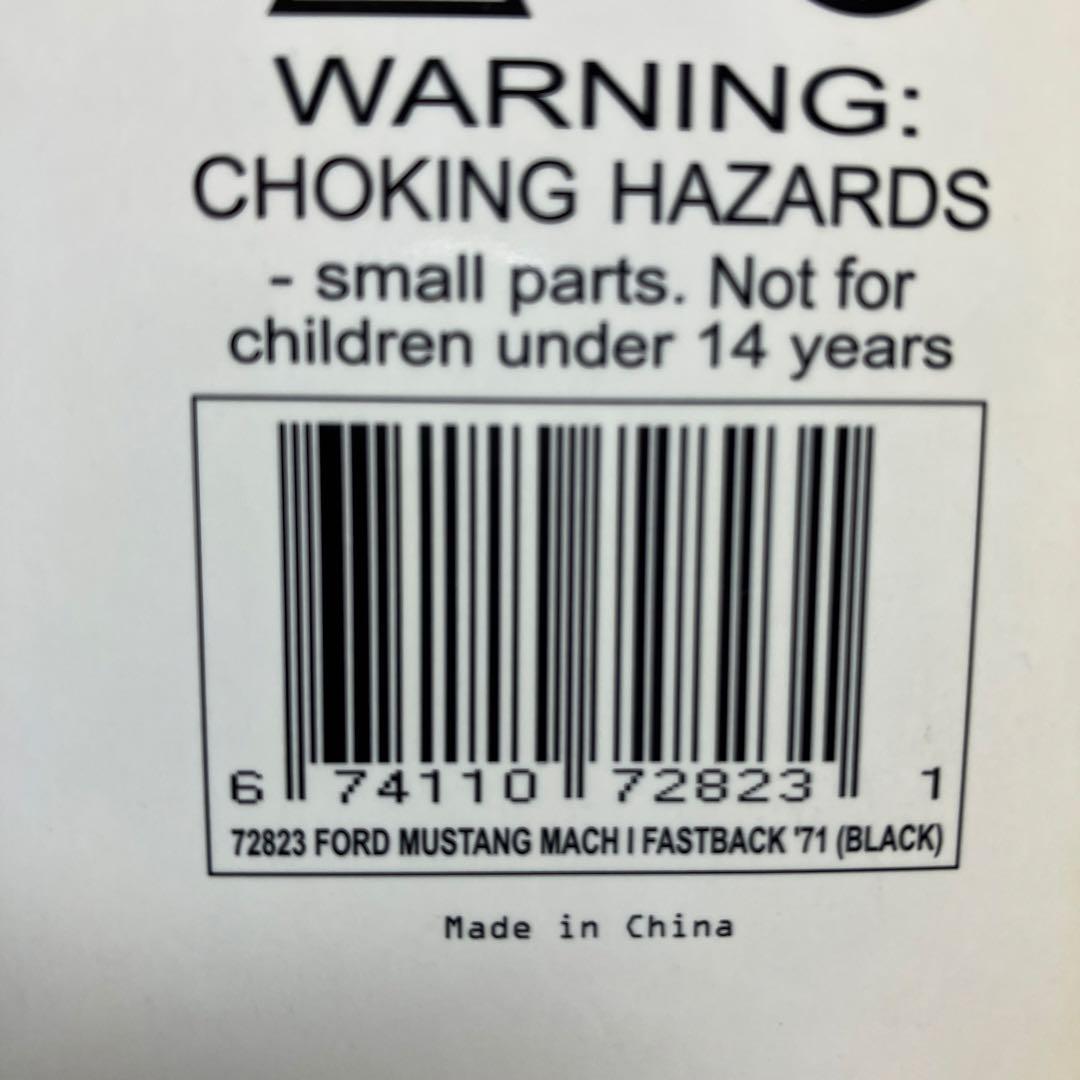 WARNING:
CHOKING HAZARDS
- small parts. Not for
children under 14 years
6 74110 72823 1
72823 FORD MUSTANG MACH I FASTBACK '71 (BLACK)
Made in China